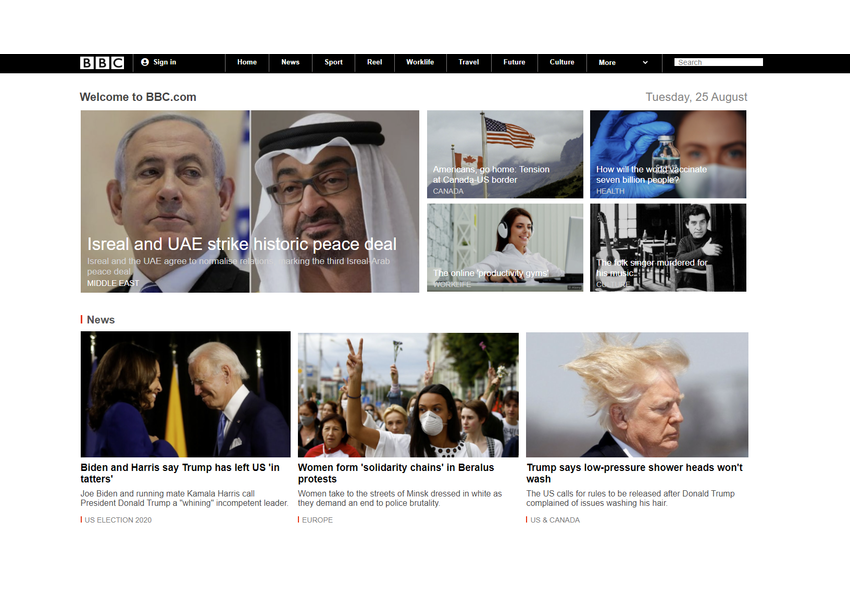 BBC
Sign in
Home
News
Sport
Reel
Worklife
Travel
Future
Culture
More
Search
Welcome to BBC.com
Tuesday, 25 August
Isreal and UAE strike historic peace deal
Isreal and the UAE agree to normalise relations, marking the third Isreal-Arab
peace deal.
MIDDLE EAST
Americans, go home: Tension
at Canada-US border
CANADA
How will the world vaccinate
seven billion people?
HEALTH
The online 'productivity gyms'
WORKLIFE
The folk singer murdered for
his music.
CULTURE
News
Biden and Harris say Trump has left US 'in
tatters'
Joe Biden and running mate Kamala Harris call
President Donald Trump a "whining" incompetent leader.
US ELECTION 2020
Women form 'solidarity chains' in Beralus
protests
Women take to the streets of Minsk dressed in white as
they demand an end to police brutality.
EUROPE
Trump says low-pressure shower heads won't
wash
The US calls for rules to be released after Donald Trump
complained of issues washing his hair.
US & CANADA